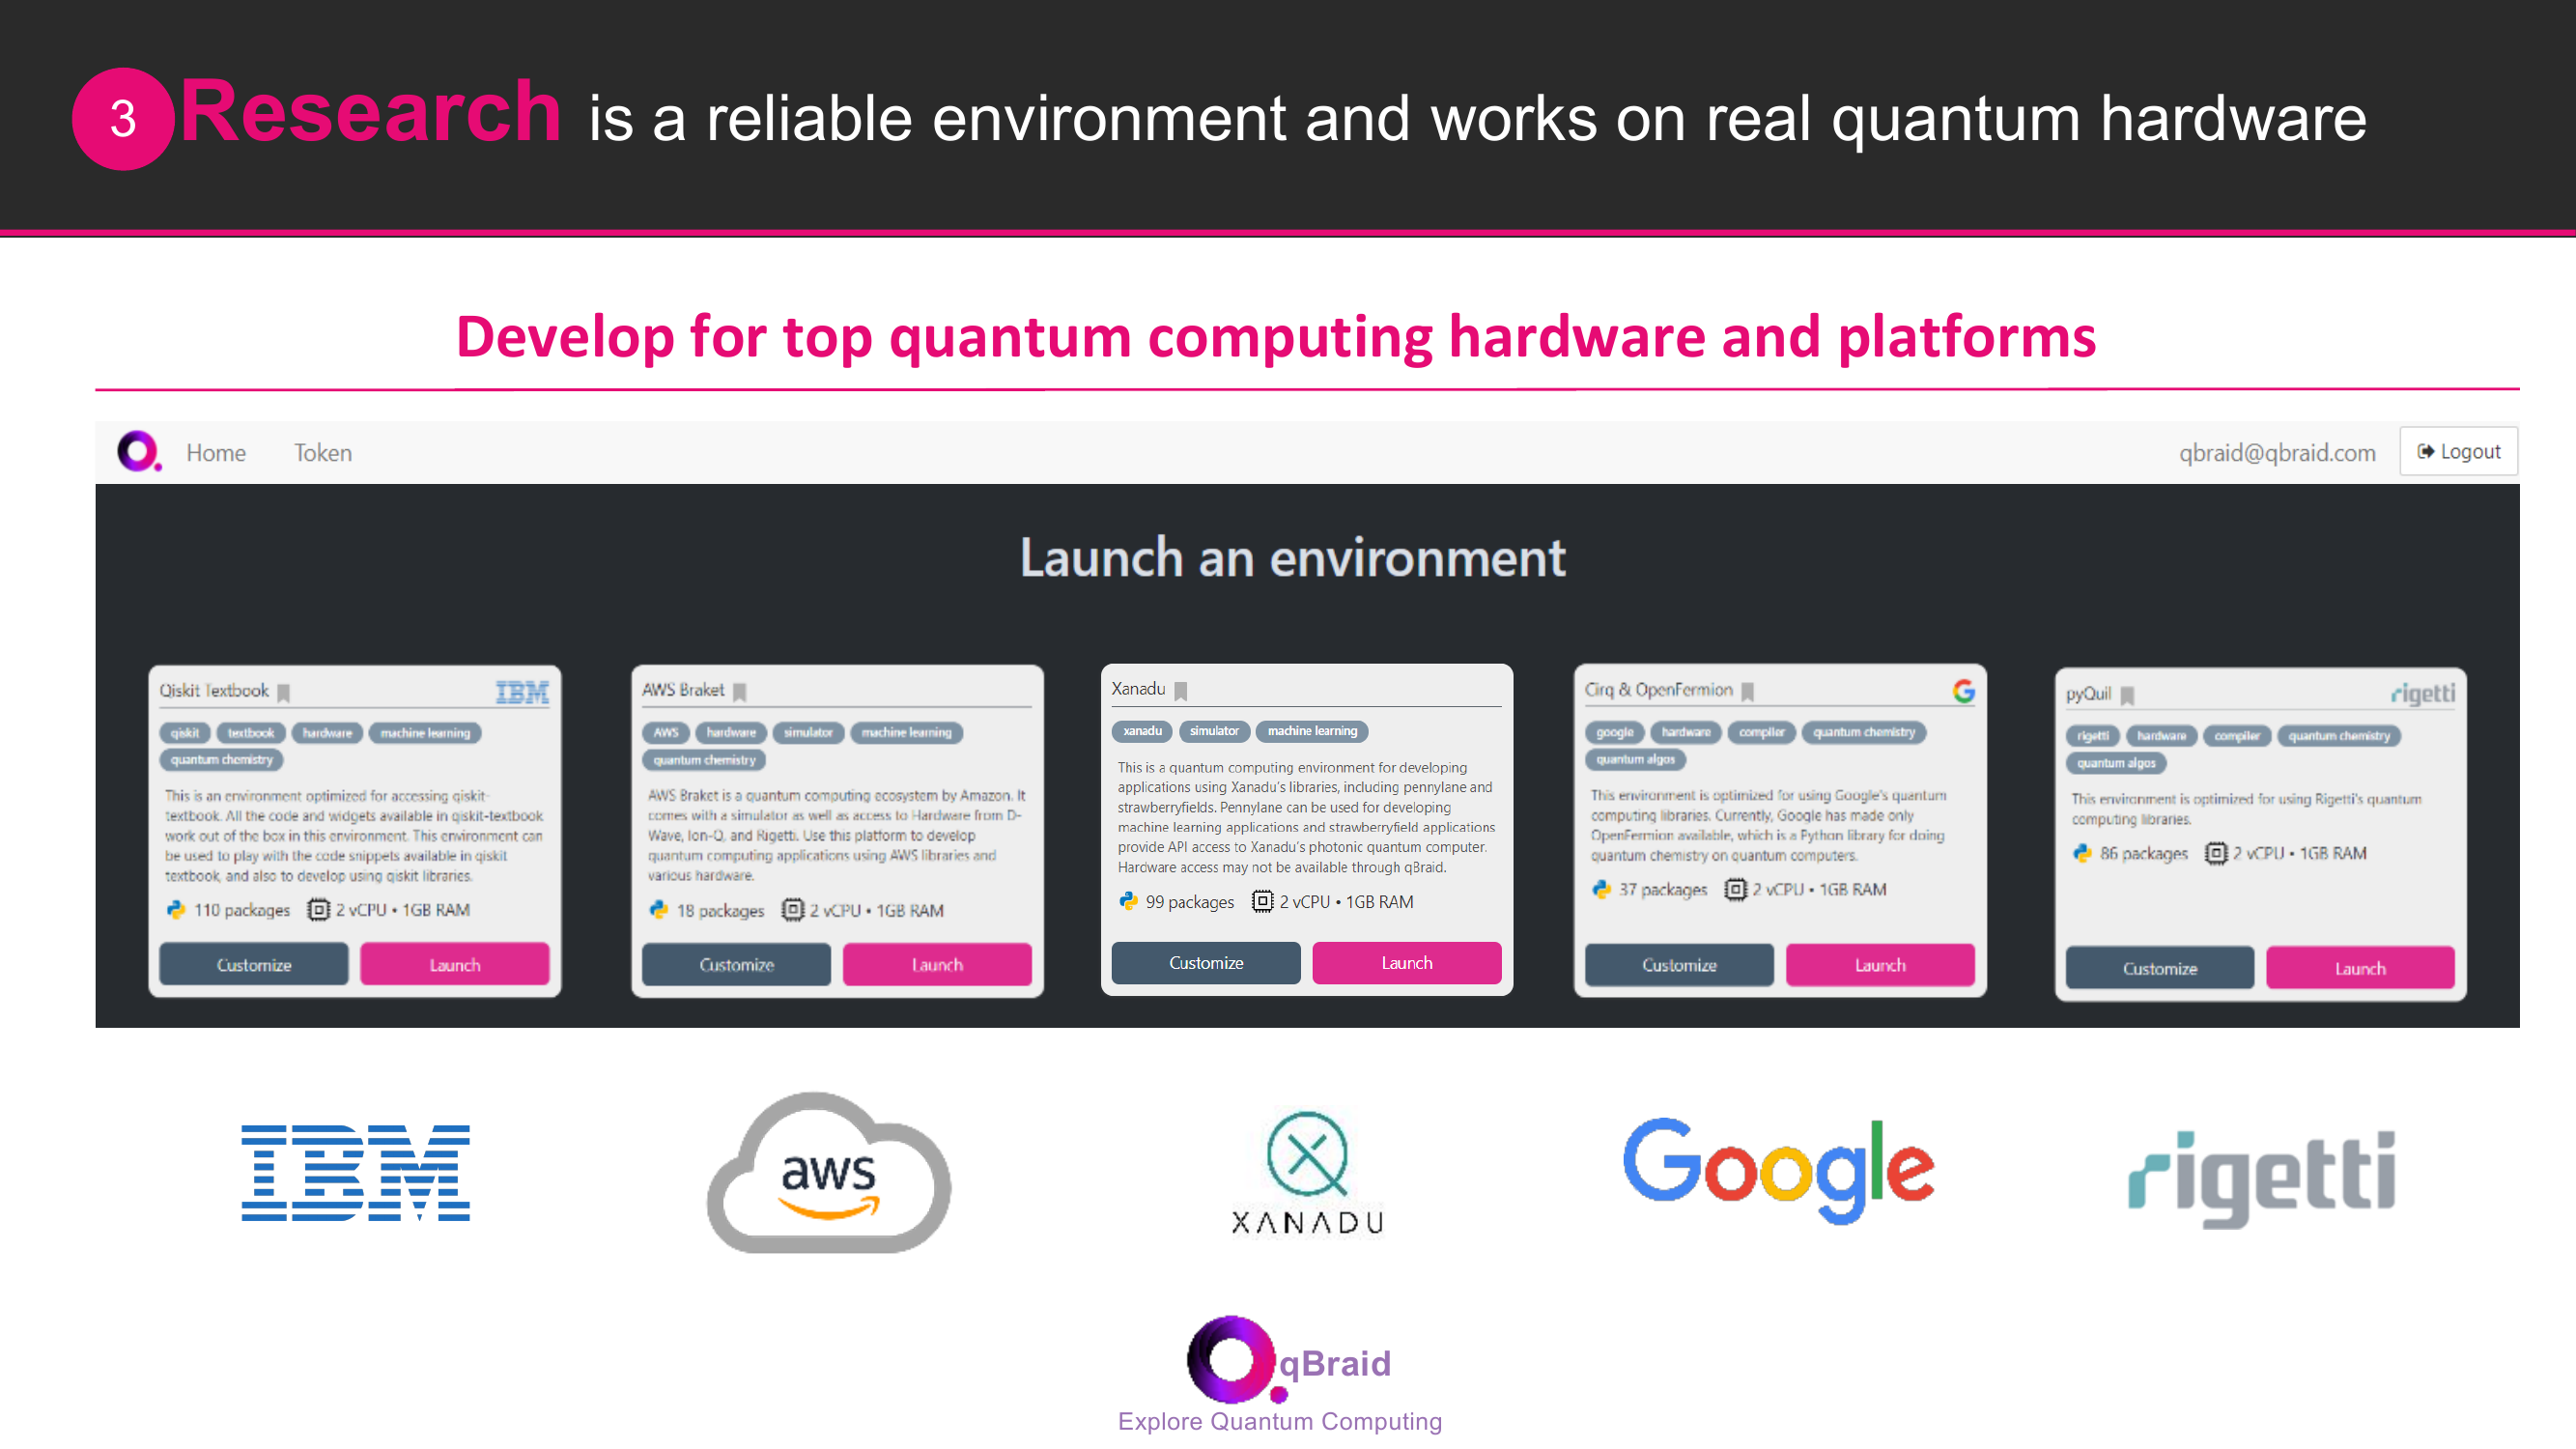 3 Research is a reliable environment and works on real quantum hardware
Develop for top quantum computing hardware and platforms
Home Token qbraid@qbraid.com Logout
Launch an environment
Qiskit Textbook IBM
qiskit textbook hardware machine learning
quantum chemistry
This is an environment optimized for accessing qiskit-
textbook. All the code and widgets available in qiskit-textbook
work out of the box in this environment. This environment can
be used to play with the code snippets available in qiskit
textbook, and also to develop using qiskit libraries.
110 packages 2 vCPU • 1GB RAM
Customize Launch
AWS Braket
AWS hardware simulator machine learning
quantum chemistry
AWS Braket is a quantum computing ecosystem by Amazon. It
comes with a simulator as well as access to Hardware from D-
Wave, Ion-Q, and Rigetti. Use this platform to develop
quantum computing applications using AWS libraries and
various hardware.
18 packages 2 vCPU • 1GB RAM
Customize Launch
Xanadu
xanadu simulator machine learning
This is a quantum computing environment for developing
applications using Xanadu's libraries, including pennylane and
strawberryfields. Pennylane can be used for developing
machine learning applications and strawberryfield applications
provide API access to Xanadu's photonic quantum computer.
Hardware access may not be available through qBraid.
99 packages 2 vCPU • 1GB RAM
Customize Launch
Cirq & OpenFermion G
google hardware compiler quantum chemistry
quantum algos
This environment is optimized for using Google's quantum
computing libraries. Currently, Google has made only
OpenFermion available, which is a Python library for doing
quantum chemistry on quantum computers.
37 packages 2 vCPU • 1GB RAM
Customize Launch
pyQuil rigetti
rigetti hardware compiler quantum chemistry
quantum algos
This environment is optimized for using Rigetti's quantum
computing libraries.
86 packages 2 vCPU • 1GB RAM
Customize Launch
IBM
aws
XANADU
Google
rigetti
qBraid
Explore Quantum Computing